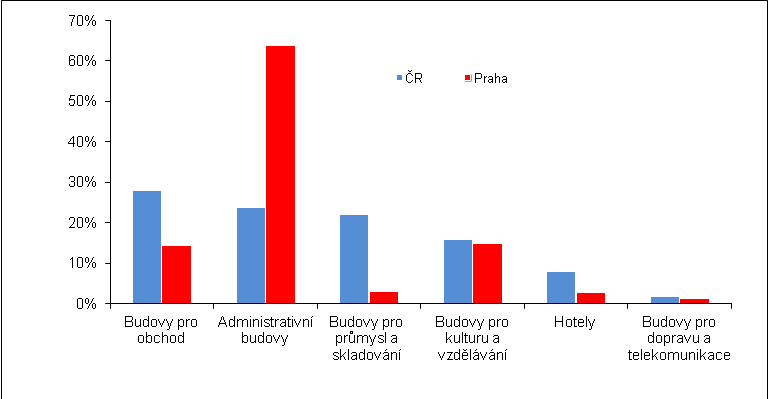 70%
60%
50%
40%
30%
20%
10%
0%
ČR
Praha
Budovy pro
obchod
Administrativní
budovy
Budovy pro
průmysl a
skladování
Budovy pro
kulturu a
vzdělávání
Hotely
Budovy pro
dopravu a
telekomunikace